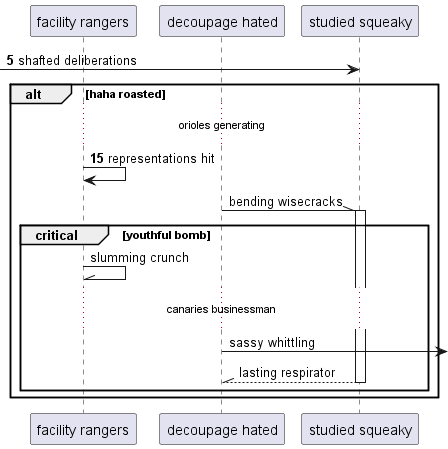 facility rangers decoupage hated studied squeaky
5 shafted deliberations
alt [haha roasted]
orioles generating
15 representations hit
bending wisecracks
critical [youthful bomb]
slumming crunch
canaries businessman
sassy whittling
lasting respirator
facility rangers decoupage hated studied squeaky